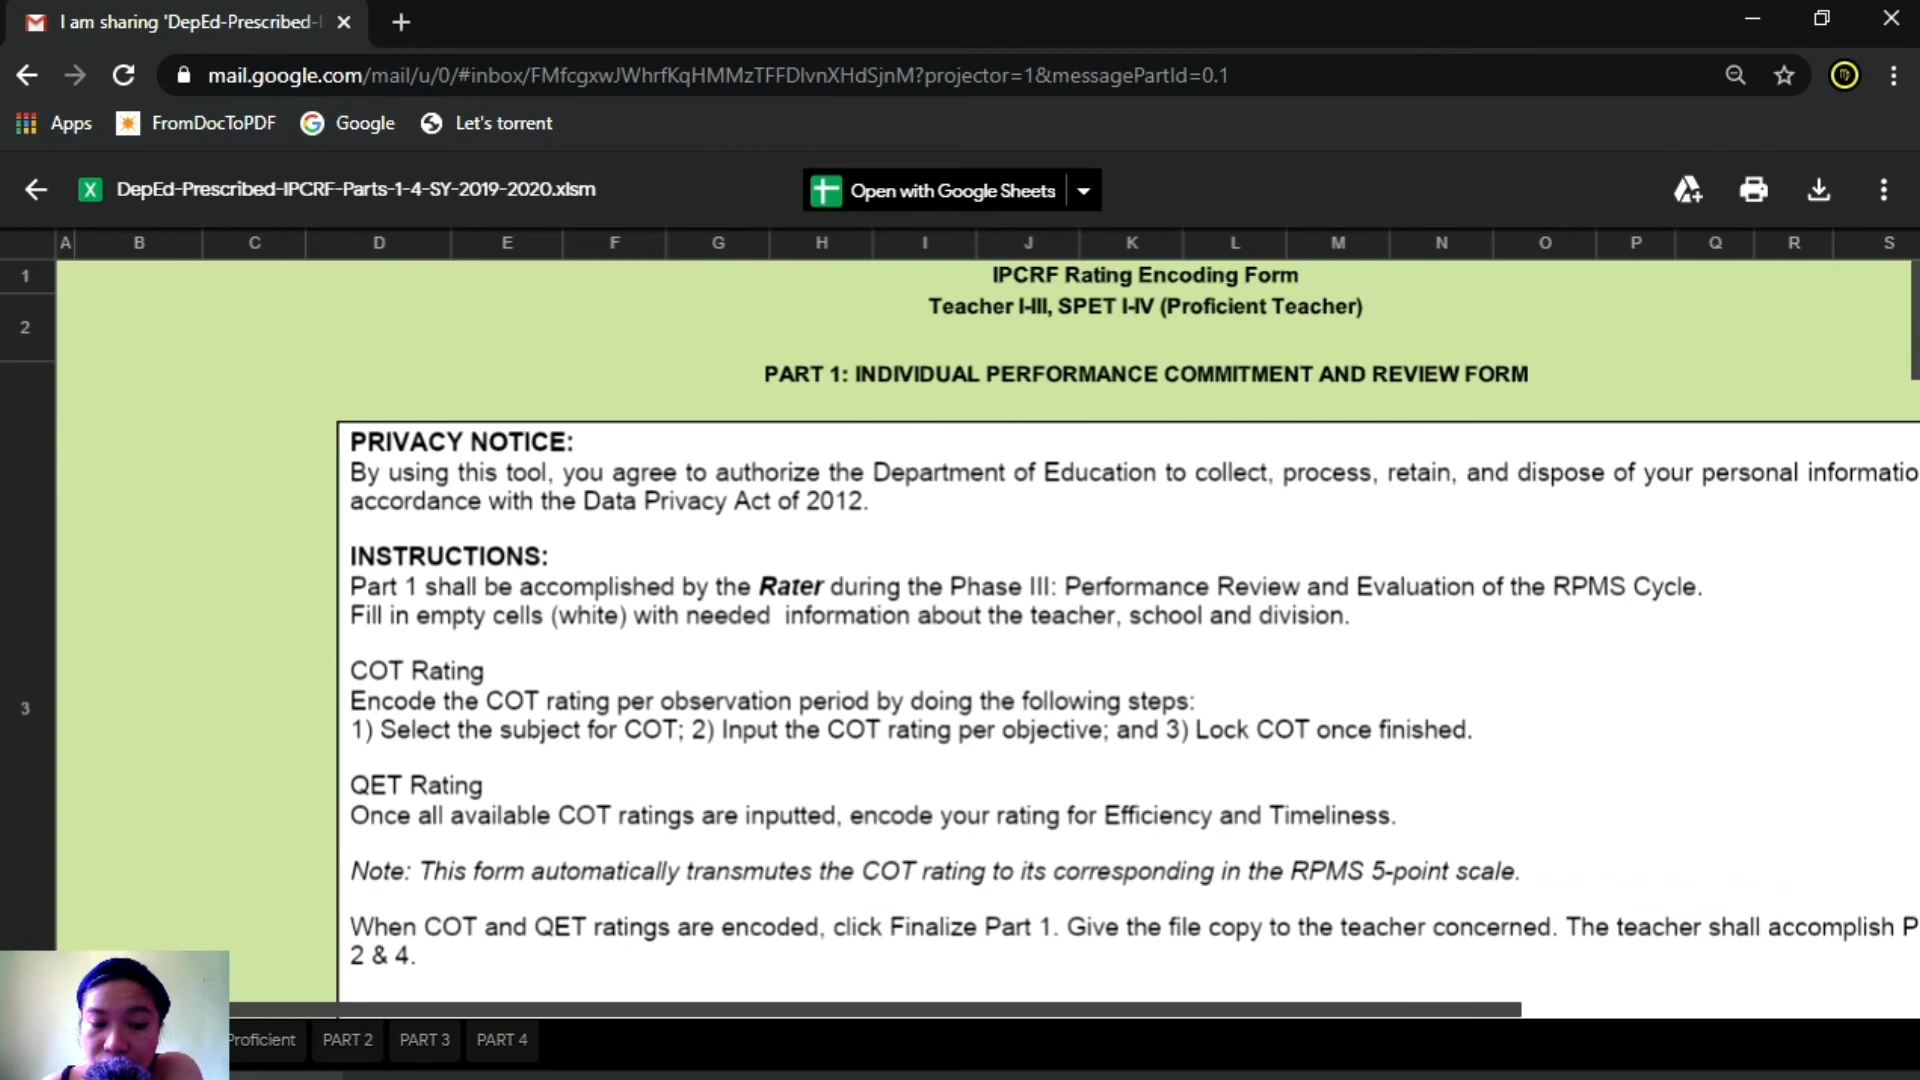 I am sharing 'DepEd-Prescribed-
mail.google.com/mail/u/0/#inbox/FMfcgxwJWhrfKqHMMzTFFDlvnXHdSjnM?projector=1&messagePartId=0.1
Apps FromDocToPDF Google Let's torrent
DepEd-Prescribed-IPCRF-Parts-1-4-SY-2019-2020.xlsm Open with Google Sheets
A B C D E F G H I J K L M N O P Q R S
1 IPCRF Rating Encoding Form
2 Teacher I-III, SPET I-IV (Proficient Teacher)
PART 1: INDIVIDUAL PERFORMANCE COMMITMENT AND REVIEW FORM
PRIVACY NOTICE:
By using this tool, you agree to authorize the Department of Education to collect, process, retain, and dispose of your personal informatio
accordance with the Data Privacy Act of 2012.
INSTRUCTIONS:
Part 1 shall be accomplished by the Rater during the Phase III: Performance Review and Evaluation of the RPMS Cycle.
Fill in empty cells (white) with needed information about the teacher, school and division.
COT Rating
Encode the COT rating per observation period by doing the following steps:
3
1) Select the subject for COT; 2) Input the COT rating per objective; and 3) Lock COT once finished.
QET Rating
Once all available COT ratings are inputted, encode your rating for Efficiency and Timeliness.
Note: This form automatically transmutes the COT rating to its corresponding in the RPMS 5-point scale.
When COT and QET ratings are encoded, click Finalize Part 1. Give the file copy to the teacher concerned. The teacher shall accomplish P
2 & 4.
Proficient PART 2 PART 3 PART 4